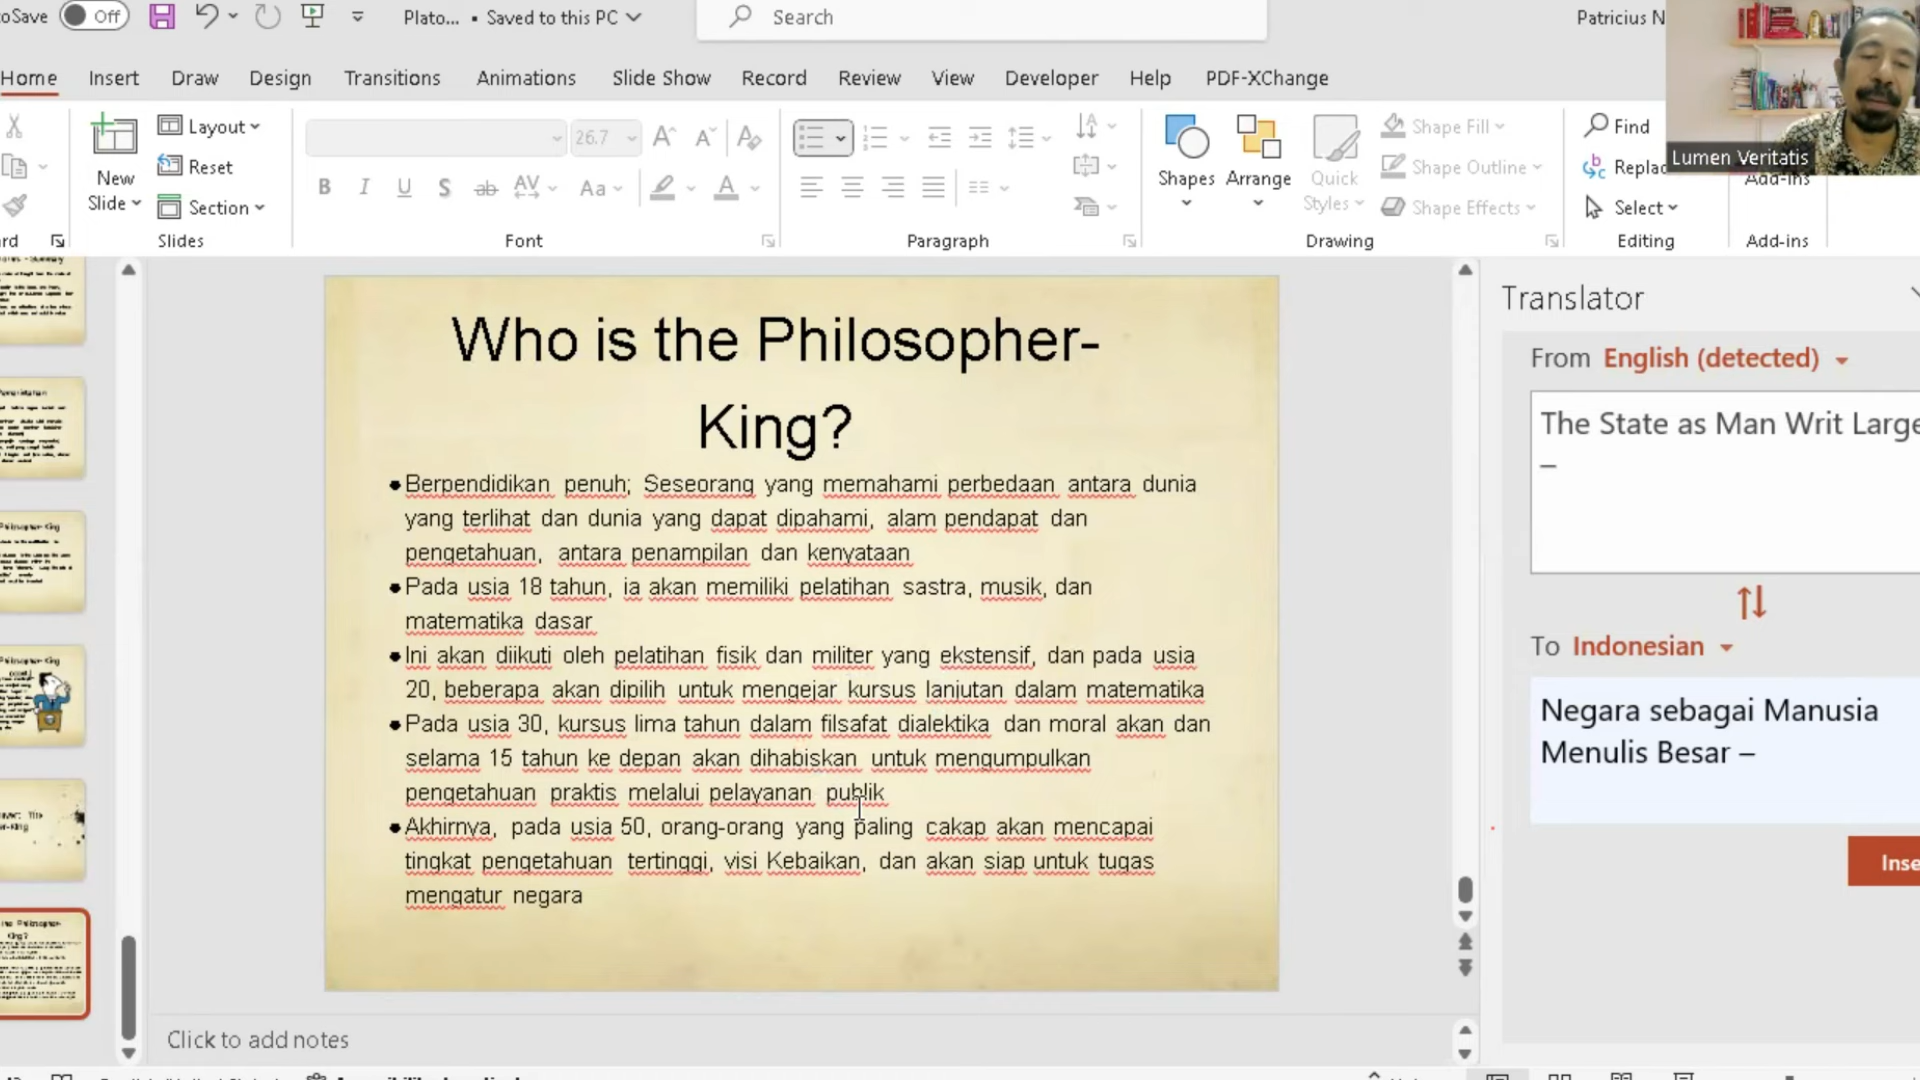 Off
Plato... • Saved to this PC
Search
Patricius N
Home Insert Draw Design Transitions Animations Slide Show Record Review View Developer Help PDF-XChange
Lumen Veritatis
New
Slide
Layout
Reset
Section
Slides
26.7
Font
Paragraph
Shapes
Arrange
Quick
Styles
Shape Fill
Shape Outline
Shape Effects
Drawing
Find
Replac
Select
Editing
Add-ins
Add-ins
Who is the Philosopher-
King?
• Berpendidikan penuh; Seseorang yang memahami perbedaan antara dunia
yang terlihat dan dunia yang dapat dipahami, alam pendapat dan
pengetahuan, antara penampilan dan kenyataan
• Pada usia 18 tahun, ia akan memiliki pelatihan sastra, musik, dan
matematika dasar
• Ini akan diikuti oleh pelatihan fisik dan militer yang ekstensif, dan pada usia
20, beberapa akan dipilih untuk mengejar kursus lanjutan dalam matematika
• Pada usia 30, kursus lima tahun dalam filsafat dialektika dan moral akan dan
selama 15 tahun ke depan akan dihabiskan untuk mengumpulkan
pengetahuan praktis melalui pelayanan publik
• Akhirnya, pada usia 50, orang-orang yang paling cakap akan mencapai
tingkat pengetahuan tertinggi, visi Kebaikan, dan akan siap untuk tugas
mengatur negara
Click to add notes
Translator
From English (detected)
The State as Man Writ Large
–
To Indonesian
Negara sebagai Manusia
Menulis Besar –
Inse